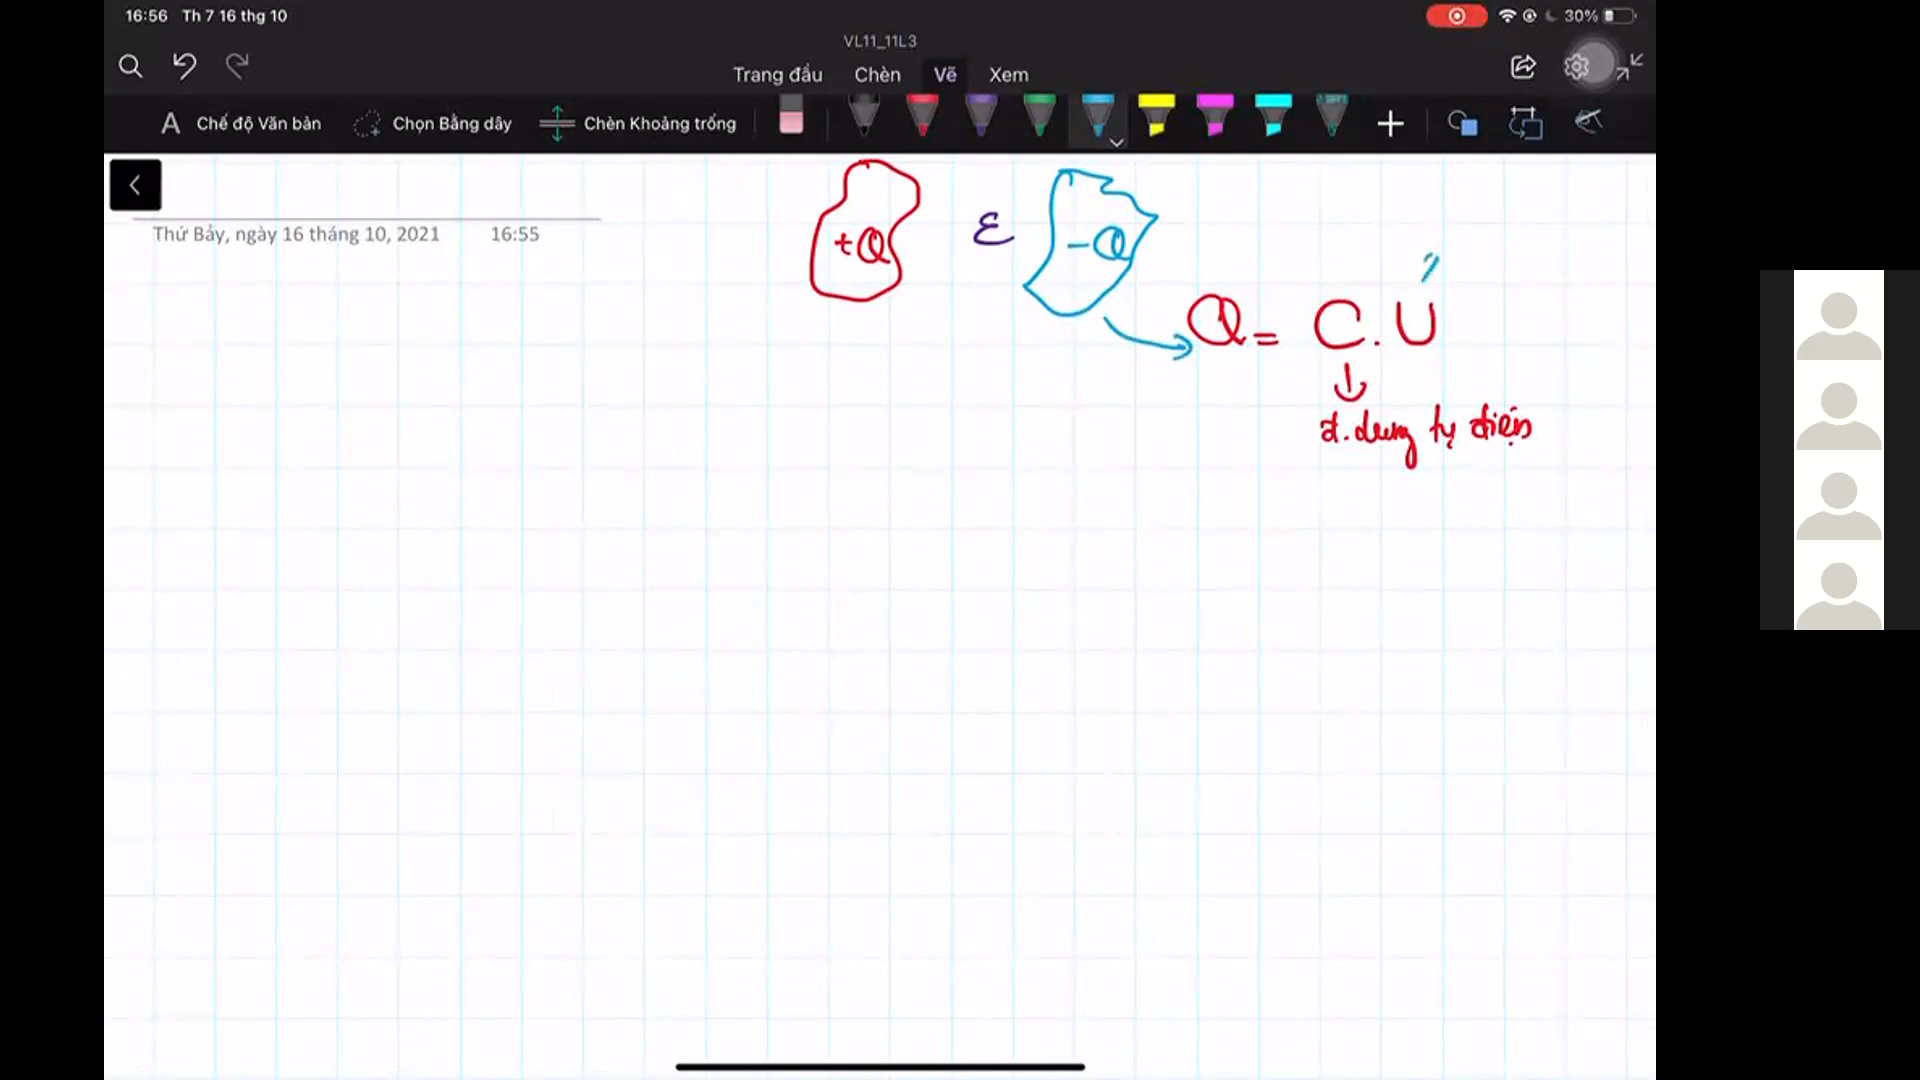 16:56 Th 7 16 thg 10
30%
VL11_11L3
Trang đầu Chèn Vẽ Xem
A Chế độ Văn bản Chọn Bằng dây Chèn Khoảng trống
Thứ Bảy, ngày 16 tháng 10, 2021 16:55
+Q ε -Q
Q = C.U
đ.dung tụ điện